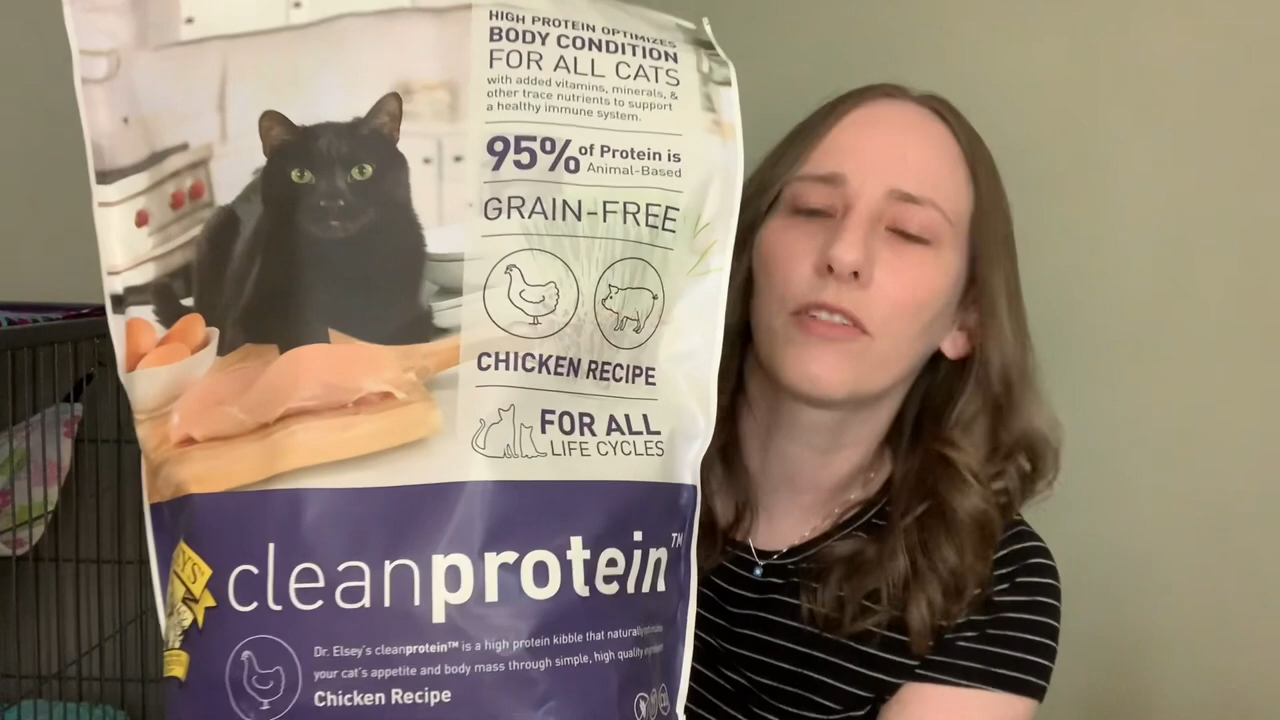 HIGH PROTEIN OPTIMIZES
BODY CONDITION
FOR ALL CATS
with added vitamins, minerals, &
other trace nutrients to support
a healthy immune system.
95% of Protein is
Animal-Based
GRAIN-FREE
CHICKEN RECIPE
FOR ALL
LIFE CYCLES
cleanprotein™
Dr. Elsey's cleanprotein™ is a high protein kibble that naturally optimizes
your cat's appetite and body mass through simple, high quality
Chicken Recipe